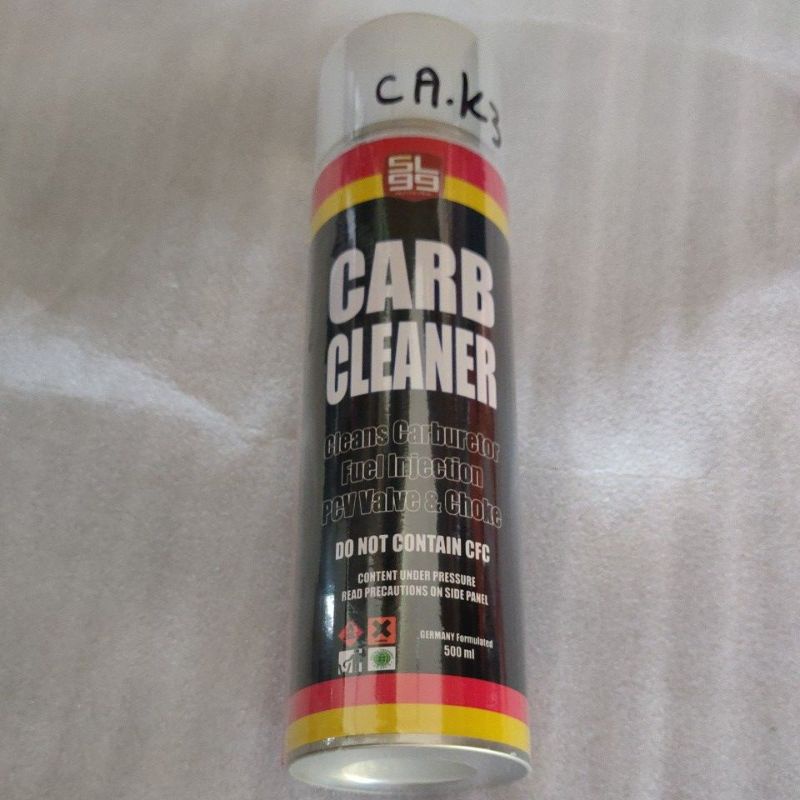 CA.K3
SL
99
CARB
CLEANER
Cleans Carburetor
Fuel Injection
PCV Valve & Choke
DO NOT CONTAIN CFC
CONTENT UNDER PRESSURE
READ PRECAUTIONS ON SIDE PANEL
GERMANY Formulated
500 ml